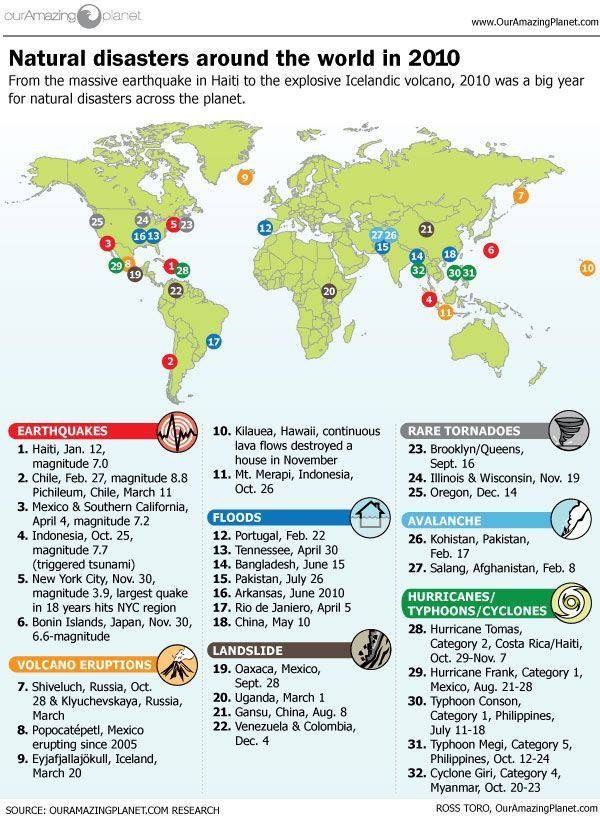 ourAmazing planet
www.OurAmazingPlanet.com
Natural disasters around the world in 2010
From the massive earthquake in Haiti to the explosive Icelandic volcano, 2010 was a big year
for natural disasters across the planet.
9
7
25
24
5
23
12
16
13
27
26
21
3
15
14
18
6
29
8
1
28
32
30
31
10
19
22
20
4
11
17
2
EARTHQUAKES
1. Haiti, Jan. 12,
magnitude 7.0
2. Chile, Feb. 27, magnitude 8.8
Pichileum, Chile, March 11
3. Mexico & Southern California,
April 4, magnitude 7.2
4. Indonesia, Oct. 25,
magnitude 7.7
(triggered tsunami)
5. New York City, Nov. 30,
magnitude 3.9, largest quake
in 18 years hits NYC region
6. Bonin Islands, Japan, Nov. 30,
6.6-magnitude
VOLCANO ERUPTIONS
7. Shiveluch, Russia, Oct.
28 & Klyuchevskaya, Russia,
March
8. Popocatépetl, Mexico
erupting since 2005
9. Eyjafjallajökull, Iceland,
March 20
10. Kilauea, Hawaii, continuous
lava flows destroyed a
house in November
11. Mt. Merapi, Indonesia,
Oct. 26
FLOODS
12. Portugal, Feb. 22
13. Tennessee, April 30
14. Bangladesh, June 15
15. Pakistan, July 26
16. Arkansas, June 2010
17. Rio de Janiero, April 5
18. China, May 10
LANDSLIDE
19. Oaxaca, Mexico,
Sept. 28
20. Uganda, March 1
21. Gansu, China, Aug. 8
22. Venezuela & Colombia,
Dec. 4
RARE TORNADOES
23. Brooklyn/Queens,
Sept. 16
24. Illinois & Wisconsin, Nov. 19
25. Oregon, Dec. 14
AVALANCHE
26. Kohistan, Pakistan,
Feb. 17
27. Salang, Afghanistan, Feb. 8
HURRICANES/
TYPHOONS/CYCLONES
28. Hurricane Tomas,
Category 2, Costa Rica/Haiti,
Oct. 29-Nov. 7
29. Hurricane Frank, Category 1,
Mexico, Aug. 21-28
30. Typhoon Conson,
Category 1, Philippines,
July 11-18
31. Typhoon Megi, Category 5,
Philippines, Oct. 12-24
32. Cyclone Giri, Category 4,
Myanmar, Oct. 20-23
SOURCE: OURAMAZINGPLANET.COM RESEARCH
ROSS TORO, OurAmazingPlanet.com